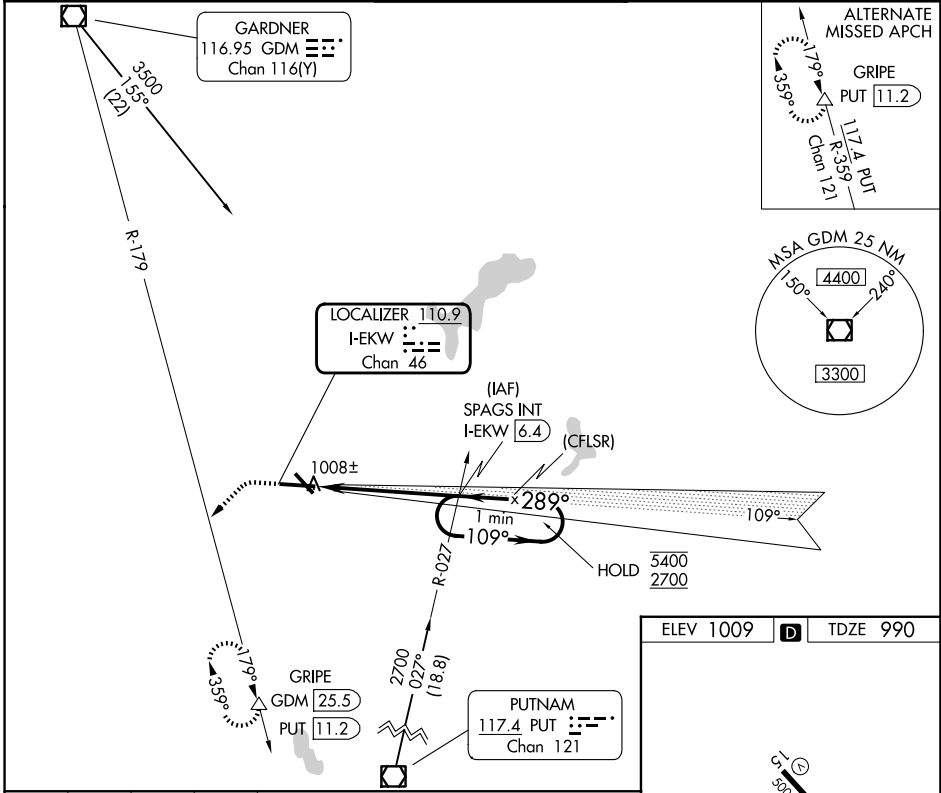 GARDNER
116.95 GDM
Chan 116(Y)
3500
155°
(22)
R-179
ALTERNATE
MISSED APCH
179°
359°
GRIPE
PUT 11.2
117.4 PUT
R-359
Chan 121
MSA GDM 25 NM
150°
4400
240°
3300
LOCALIZER 110.9
I-EKW
Chan 46
(IAF)
SPAGS INT
I-EKW 6.4
(CFLSR)
1008±
289°
1 min
109°
109°
HOLD 5400
2700
R-027
2700
027°
(18.8)
179°
359°
GRIPE
GDM 25.5
PUT 11.2
PUTNAM
117.4 PUT
Chan 121
ELEV 1009 D TDZE 990
15
V